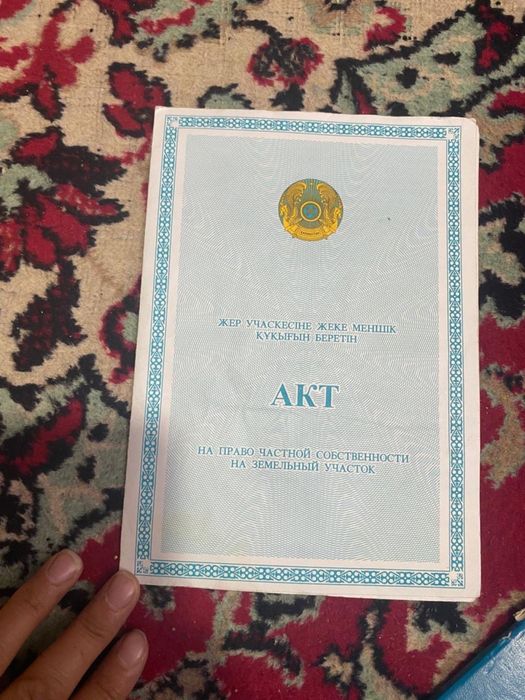 ЖЕР УЧАСКЕСІНЕ ЖЕКЕ МЕНШІК
ҚҰҚЫҒЫН БЕРЕТІН
АКТ
НА ПРАВО ЧАСТНОЙ СОБСТВЕННОСТИ
НА ЗЕМЕЛЬНЫЙ УЧАСТОК